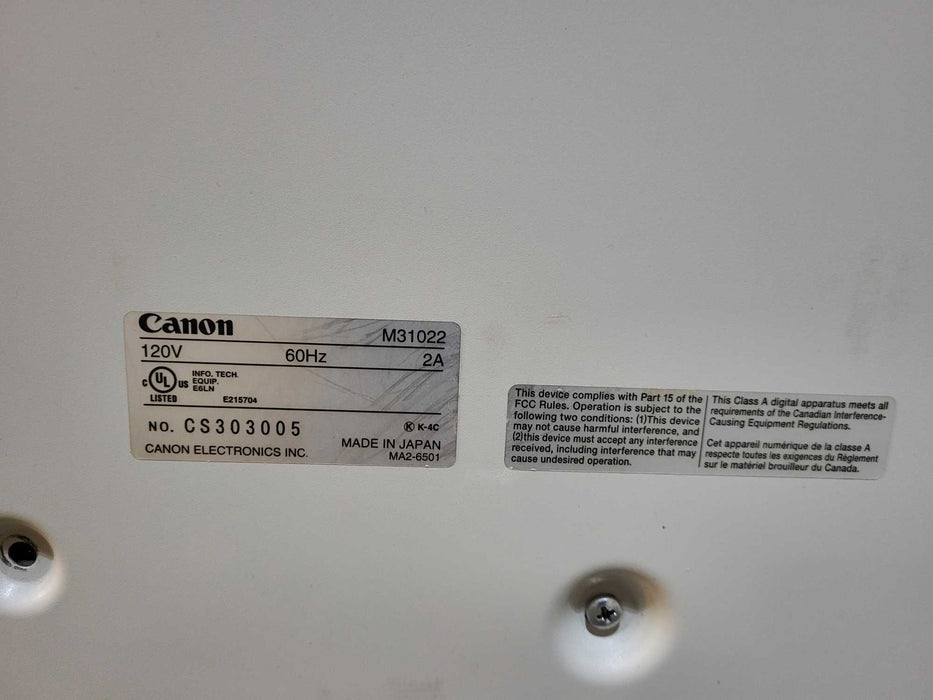 Canon
M31022
120V 60Hz 2A
C UL US
LISTED
INFO. TECH.
EQUIP.
E6LN
E215704
NO. CS303005
K K-4C
CANON ELECTRONICS INC.
MADE IN JAPAN
MA2-6501
This device complies with Part 15 of the
FCC Rules. Operation is subject to the
following two conditions: (1)This device
may not cause harmful interference, and
(2)this device must accept any interference
received, including interference that may
cause undesired operation.
This Class A digital apparatus meets all
requirements of the Canadian Interference-
Causing Equipment Regulations.
Cet appareil numérique de la classe A
respecte toutes les exigences du Règlement
sur le matériel brouilleur du Canada.